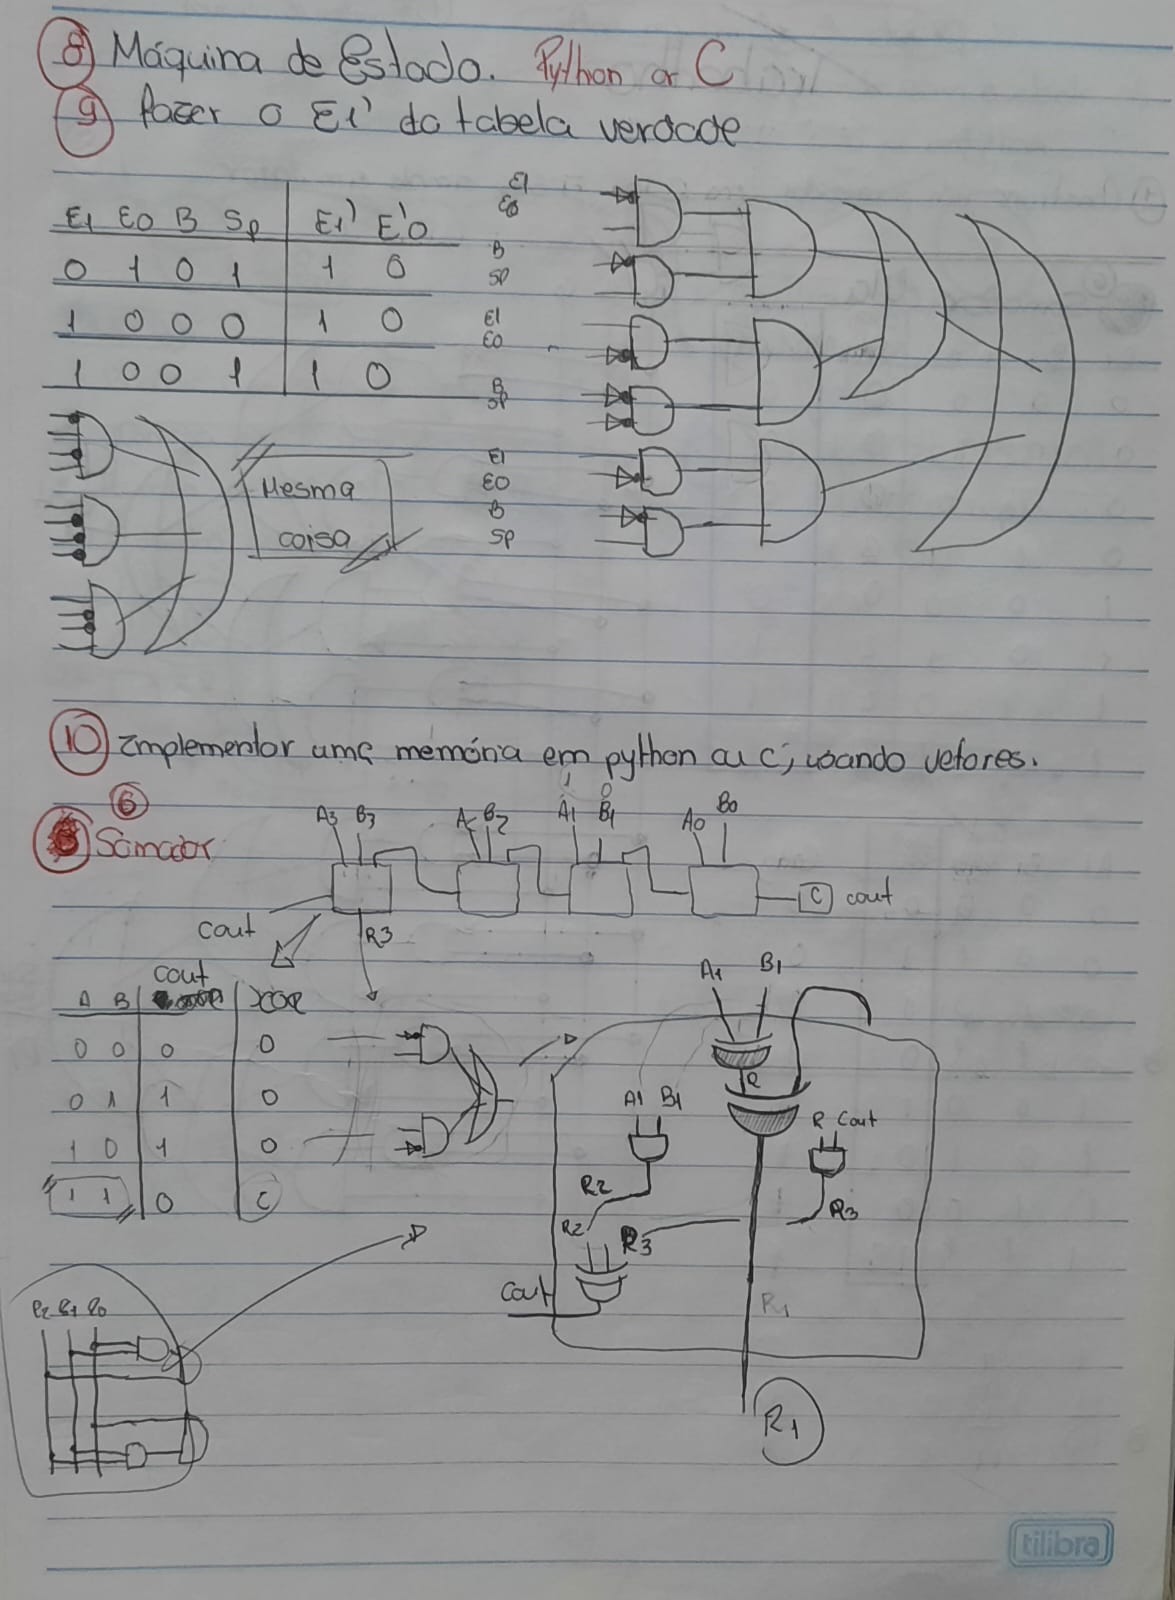 8 Máquina de Estado. Python or C
9 fazer o E1' da tabela verdade
E1 E0 B Sp E1' E'0
0 1 0 1 1 0
1 0 0 0 1 0
1 0 0 1 1 0
E1
E0
B
SP
E1
E0
B
SP
E1
E0
B
SP
Mesma
coisa
10 Implementar uma memória em python ou c, usando vetores.
6
Somador
A3 B3 A2 B2 A1 B1 A0 B0
1 0
C cout
cout
R3
cout
A B XOR
0 0 0 0
0 1 1 0
1 0 1 0
1 1 0 C
A1 B1
R
A1 B1
R Cout
R2
R3
R2 R3
Cout
R1
R1
E2 E1 E0
tilibra